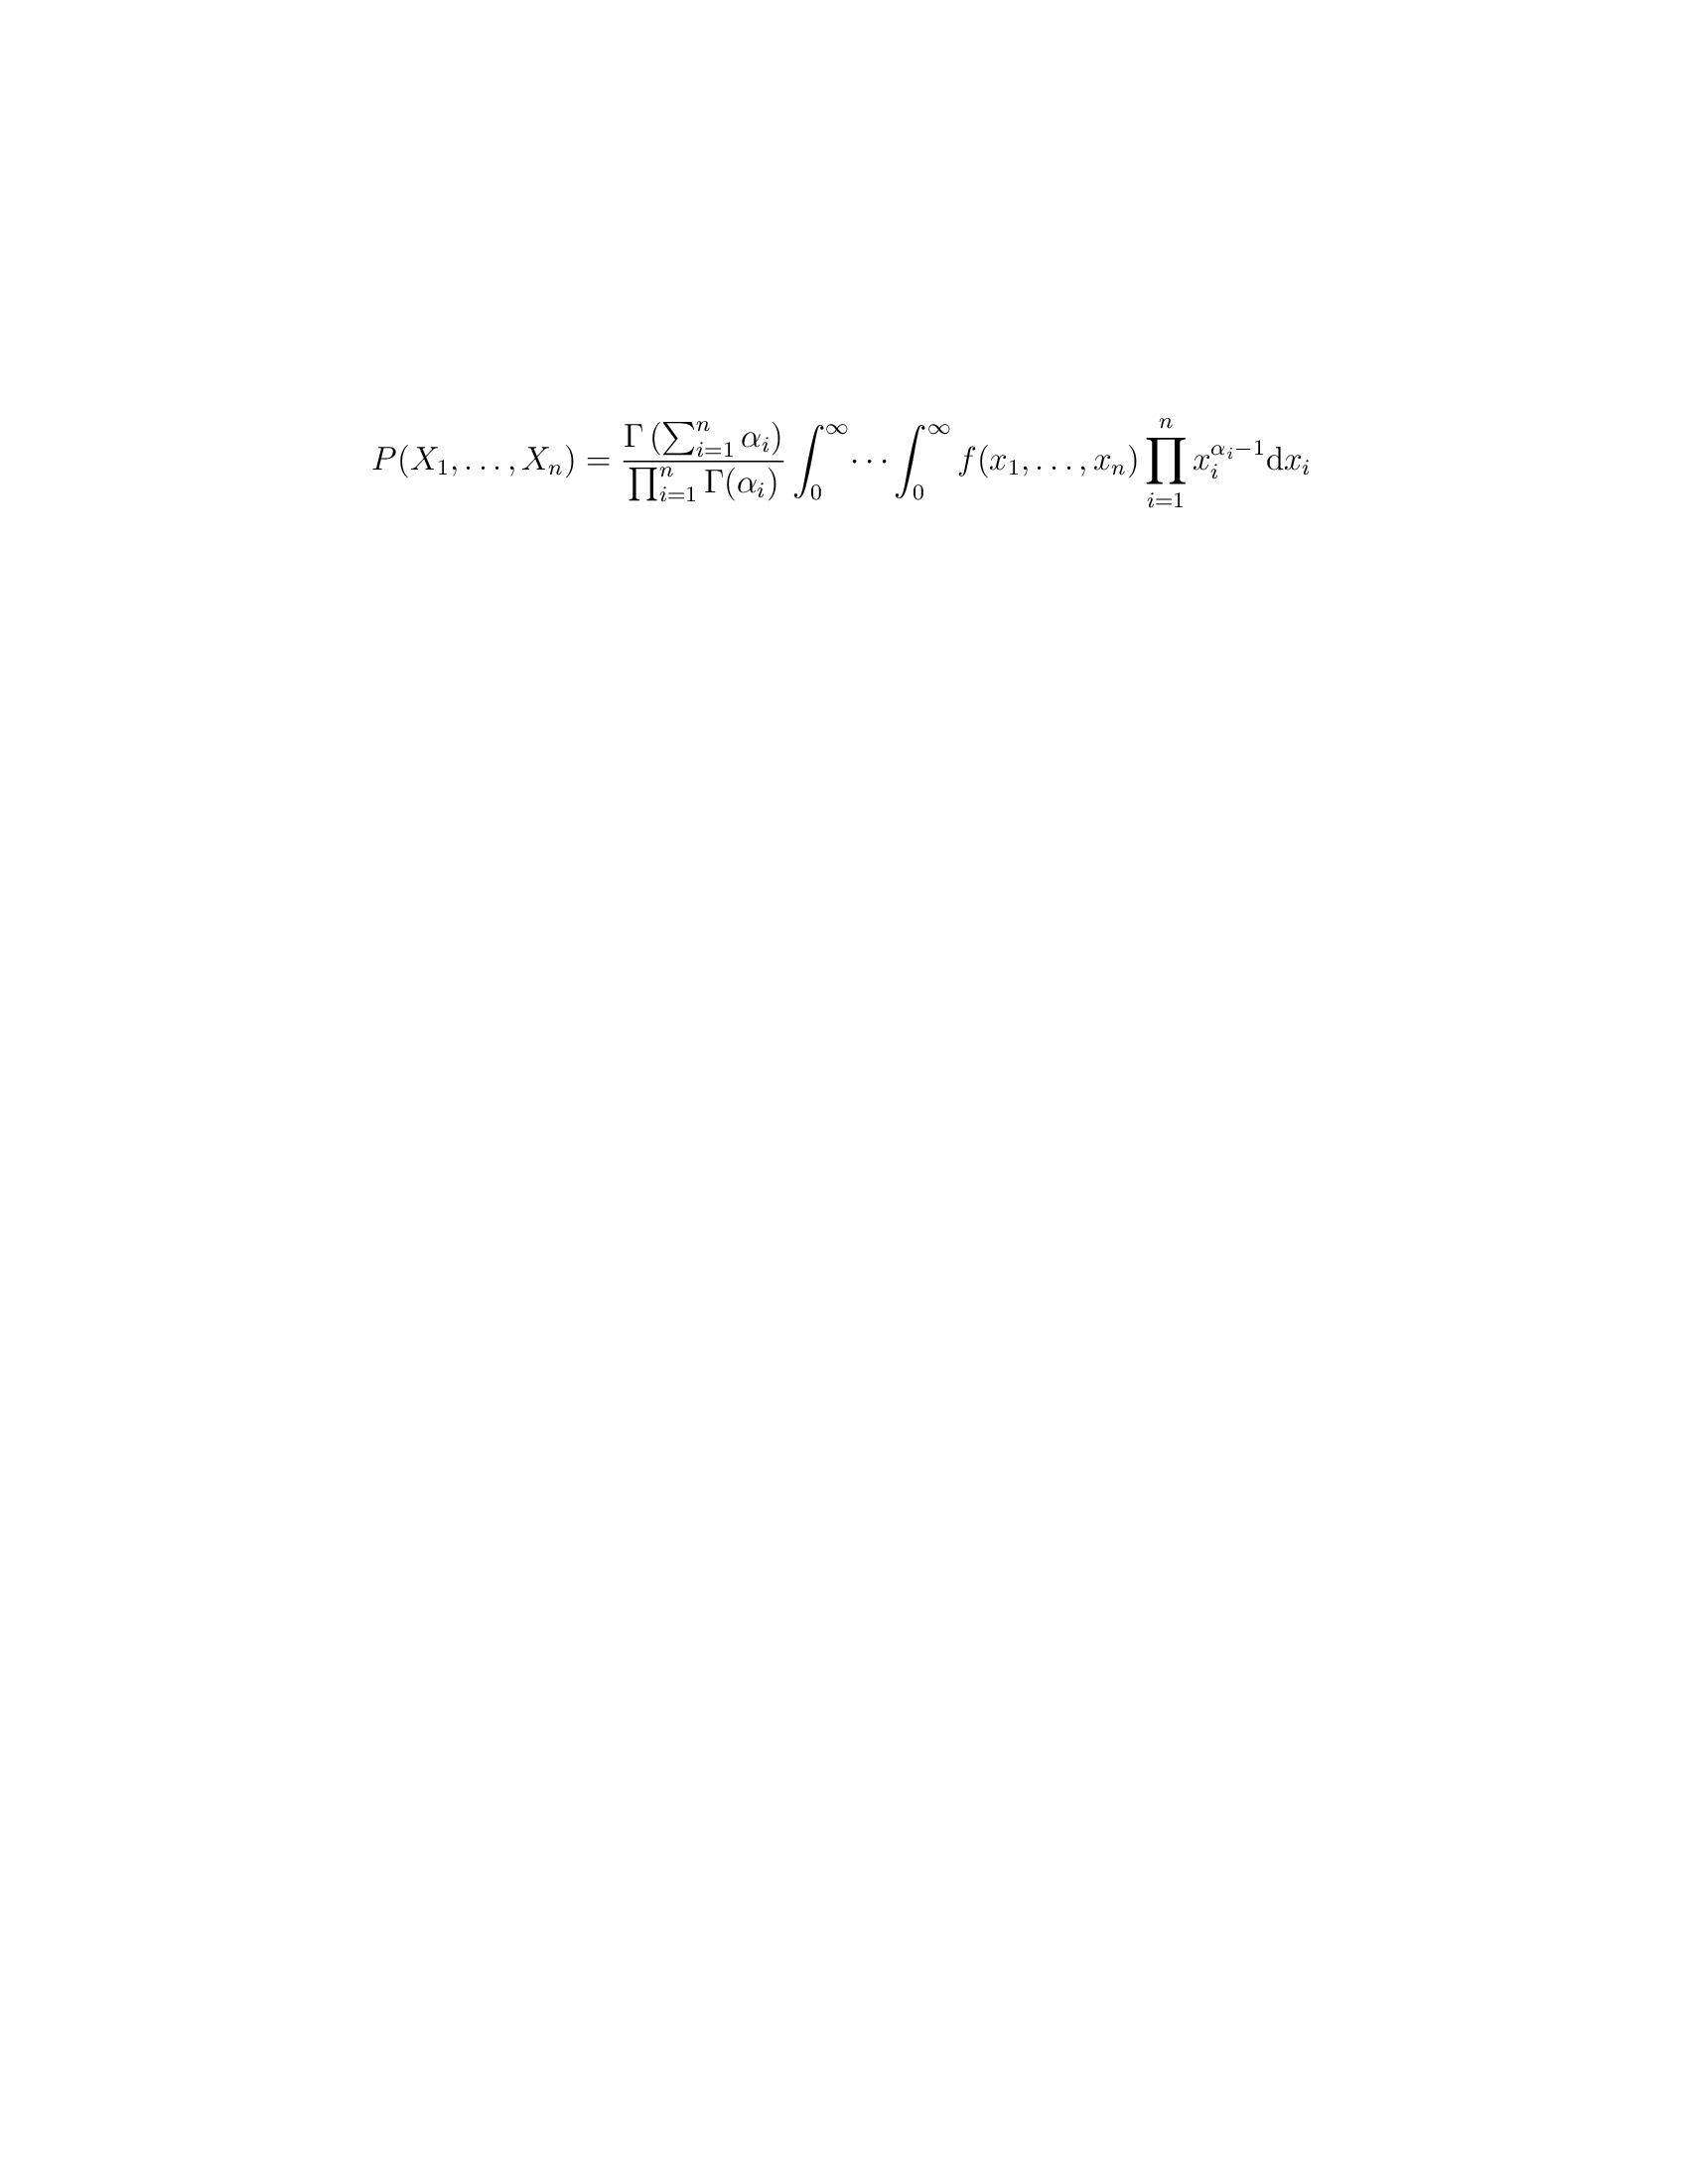 P(X_1, \ldots, X_n) = \frac{\Gamma\left(\sum_{i=1}^{n} \alpha_i\right)}{\prod_{i=1}^{n} \Gamma(\alpha_i)} \int_0^\infty \cdots \int_0^\infty f(x_1, \ldots, x_n) \prod_{i=1}^{n} x_i^{\alpha_i - 1} \mathrm{d}x_i